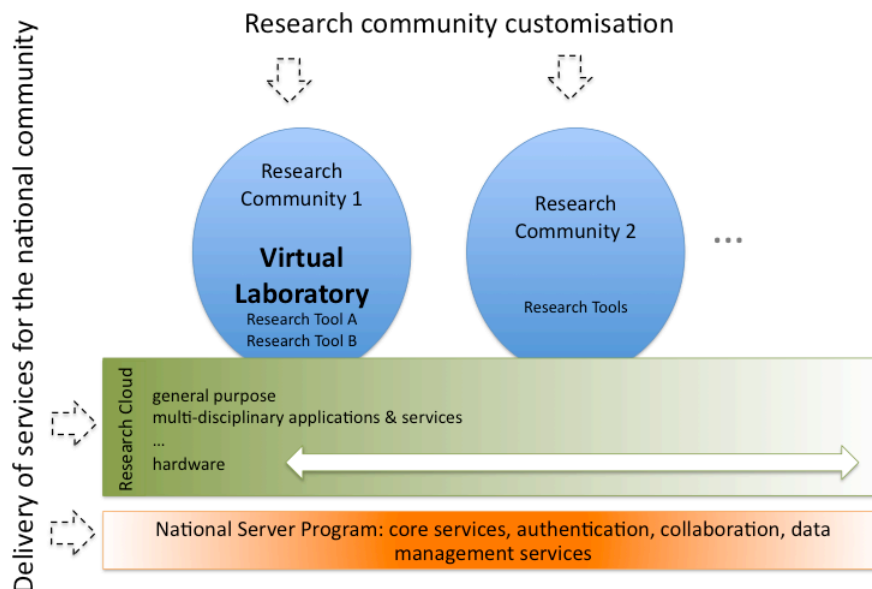 Research community customisation
Delivery of services for the national community
Research
Community 1
Virtual
Laboratory
Research Tool A
Research Tool B
Research
Community 2
Research Tools
...
Research Cloud
general purpose
multi-disciplinary applications & services
...
hardware
National Server Program: core services, authentication, collaboration, data
management services